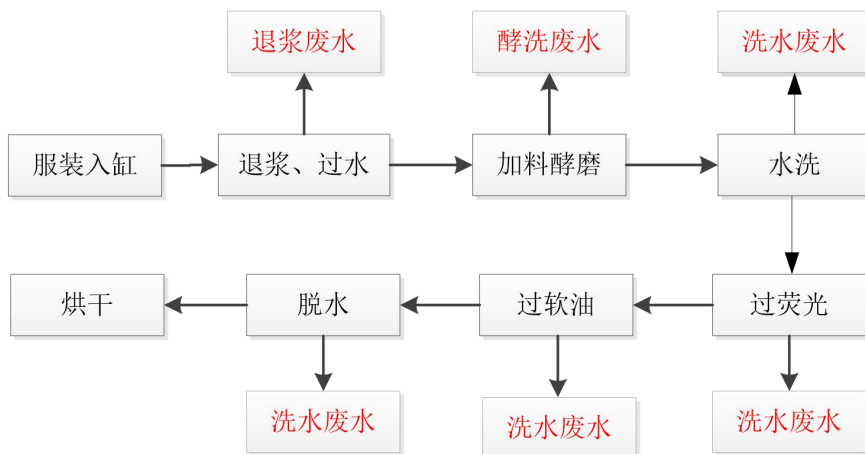 退浆废水
酵洗废水
洗水废水
服装入缸
退浆、过水
加料酵磨
水洗
烘干
脱水
过软油
过荧光
洗水废水
洗水废水
洗水废水